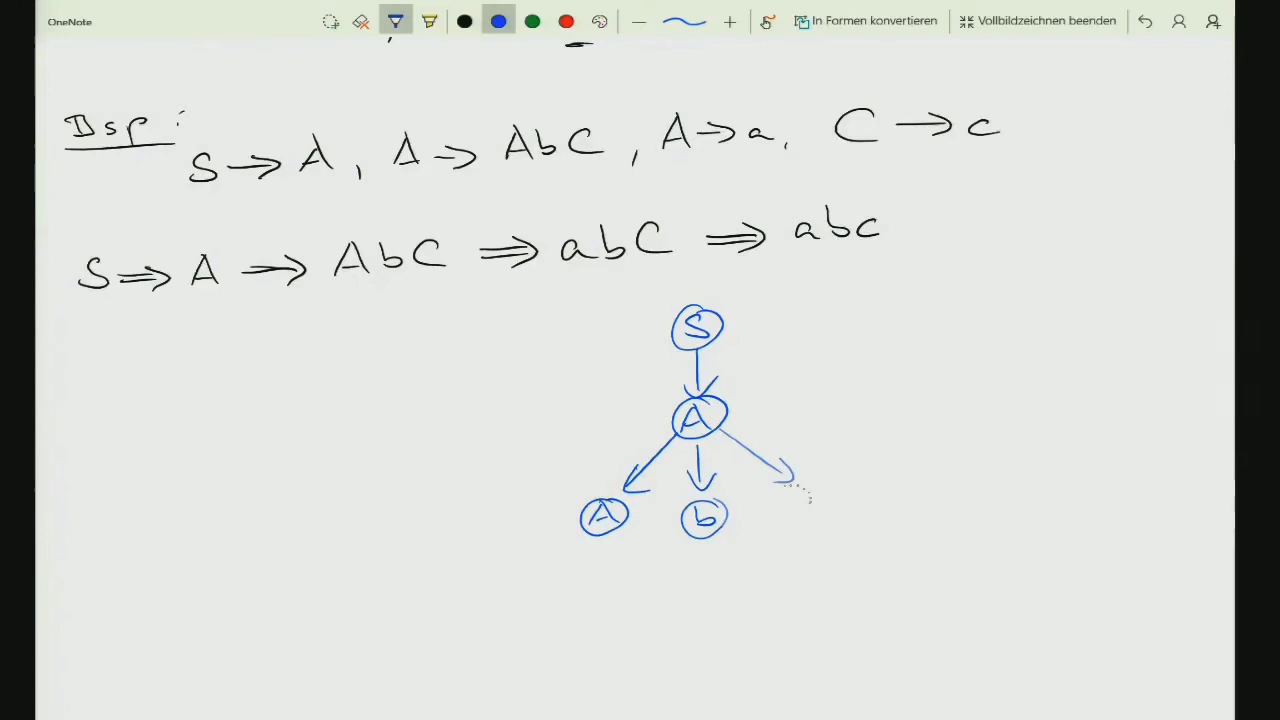 OneNote In Formen konvertieren Vollbildzeichnen beenden
Bsp:
S → A, A → AbC, A → a, C → c
S ⇒ A → AbC ⇒ abC ⇒ abc
S
A
A b